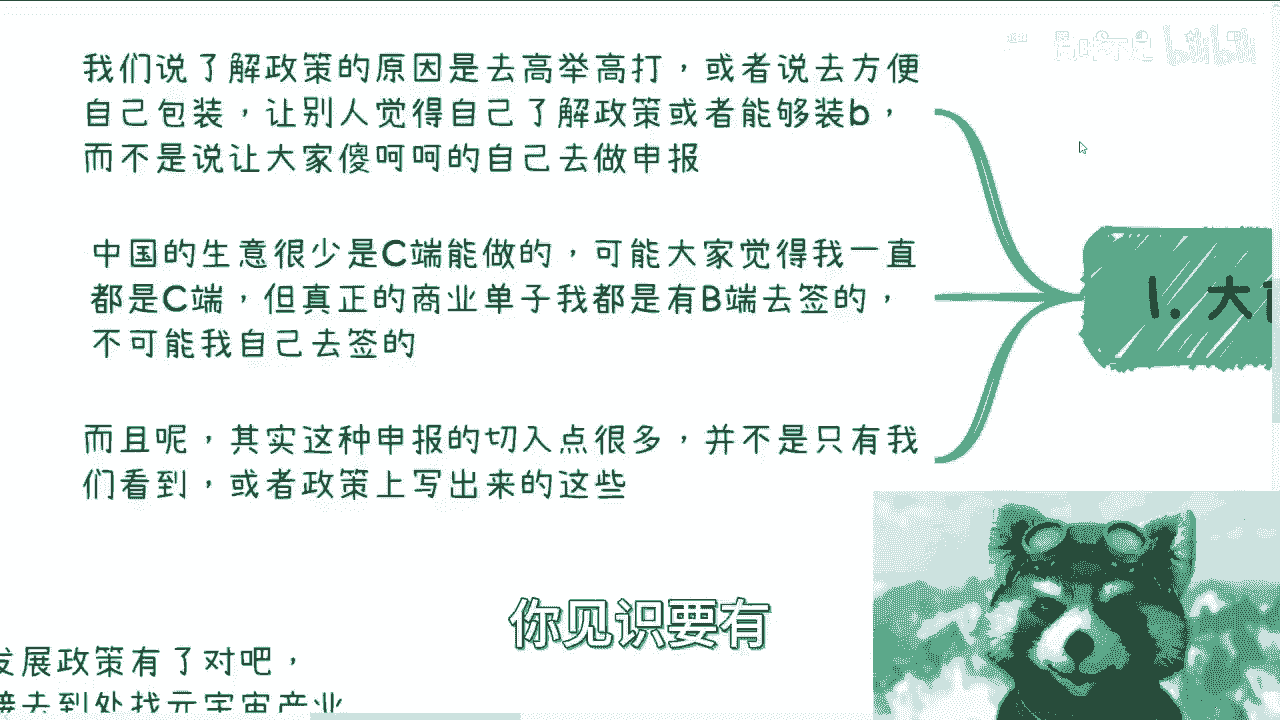 我们说了解政策的原因是去高举高打，或者说去方便
自己包装，让别人觉得自己了解政策或者能够装b，
而不是说让大家傻呵呵的自己去做申报
中国的生意很少是C端能做的，可能大家觉得我一直
都是C端，但真正的商业单子我都是有B端去签的，
不可能我自己去签的
而且呢，其实这种申报的切入点很多，并不是只有我
们看到，或者政策上写出来的这些
1. 大
你见识要有
发展政策有了对吧，
去到处找元宇宙产业